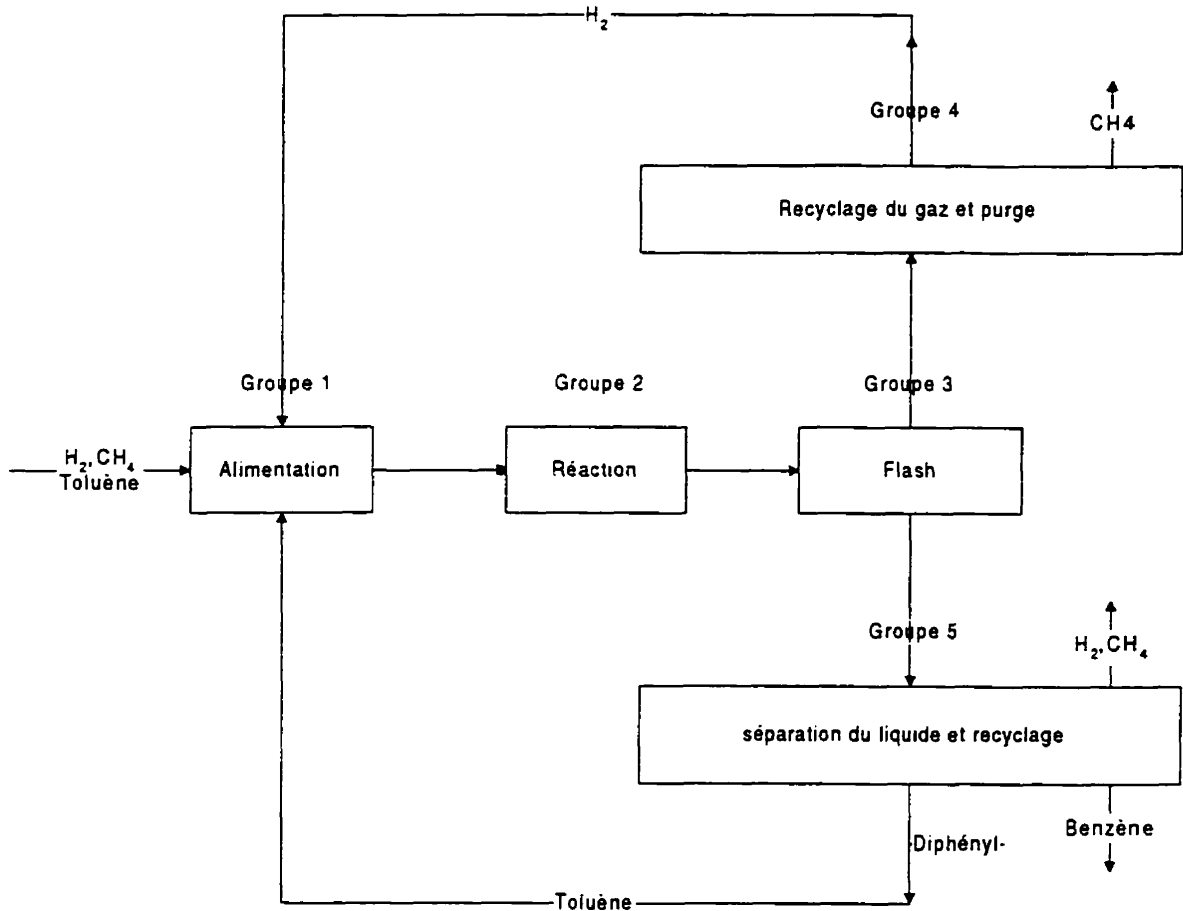 H₂
Groupe 4
CH4
Recyclage du gaz et purge
Groupe 1
Groupe 2
Groupe 3
H₂,CH₄
Toluène
Alimentation
Réaction
Flash
Groupe 5
H₂,CH₄
séparation du liquide et recyclage
Diphényl-
Benzène
Toluène